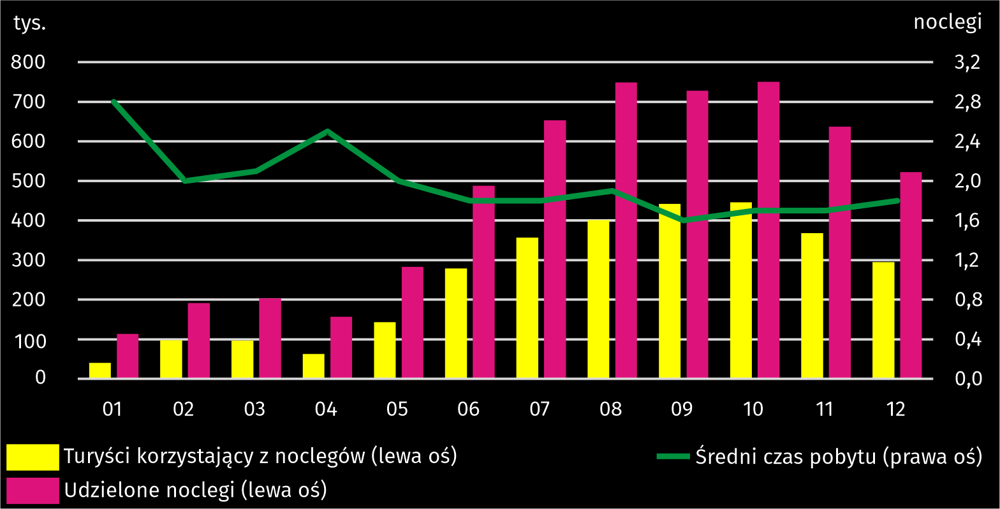 tys. noclegi
800 3,2
700 2,8
600 2,4
500 2,0
400 1,6
300 1,2
200 0,8
100 0,4
0 0,0
01 02 03 04 05 06 07 08 09 10 11 12
Turyści korzystający z noclegów (lewa oś) Średni czas pobytu (prawa oś)
Udzielone noclegi (lewa oś)